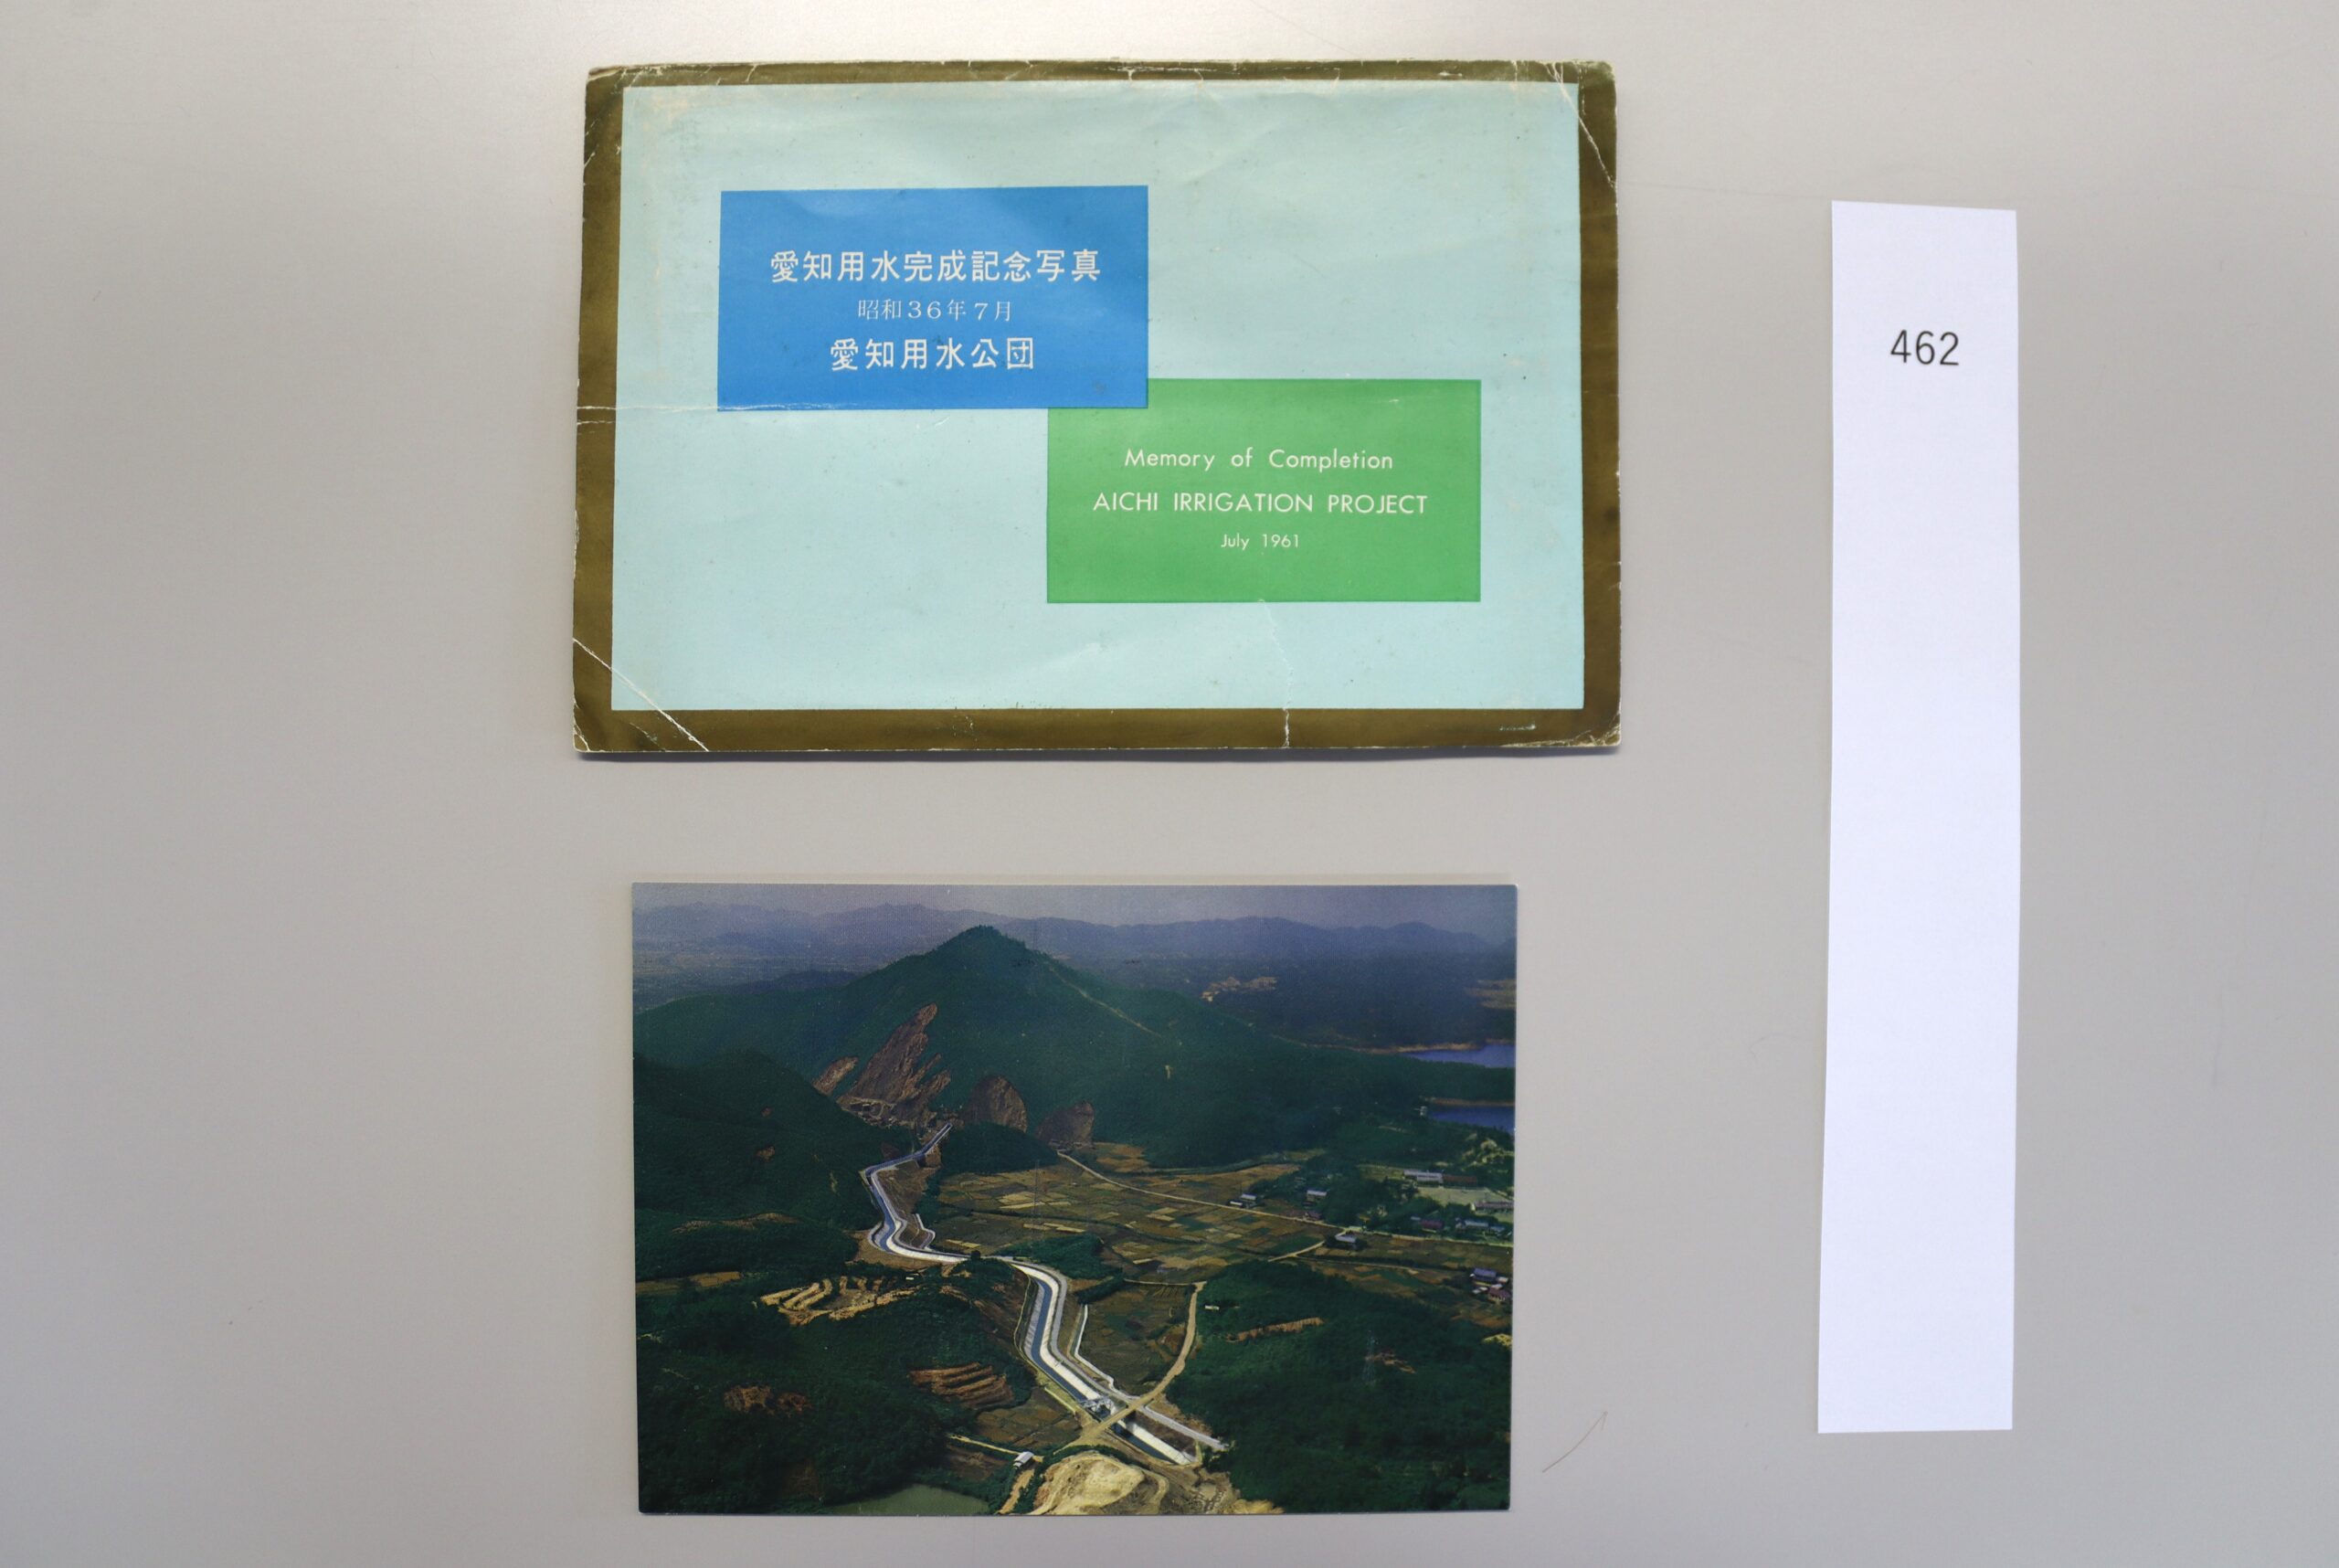 愛知用水完成記念写真
昭和36年7月
愛知用水公団
Memory of Completion
AICHI IRRIGATION PROJECT
July 1961
462